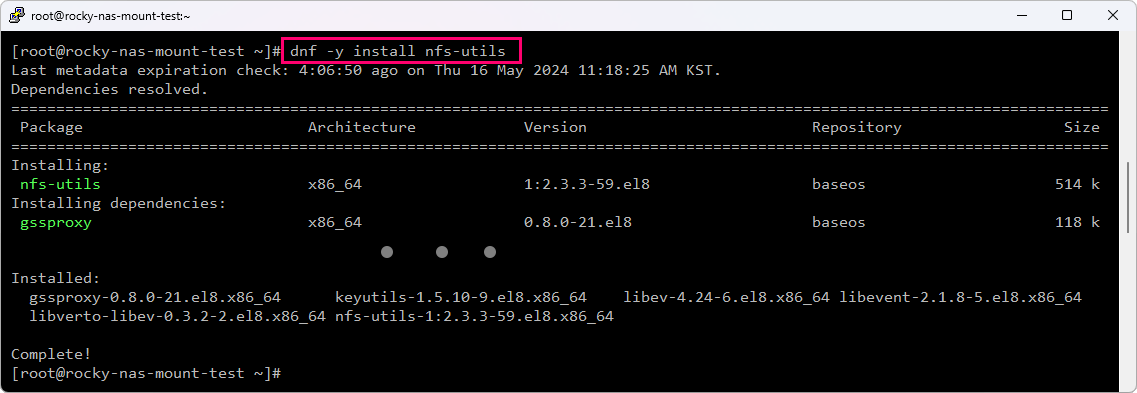 root@rocky-nas-mount-test:~
[root@rocky-nas-mount-test ~]# dnf -y install nfs-utils
Last metadata expiration check: 4:06:50 ago on Thu 16 May 2024 11:18:25 AM KST.
Dependencies resolved.
==========================================================================================================================
Package Architecture Version Repository Size
==========================================================================================================================
Installing:
nfs-utils x86_64 1:2.3.3-59.el8 baseos 514 k
Installing dependencies:
gssproxy x86_64 0.8.0-21.el8 baseos 118 k
Installed:
gssproxy-0.8.0-21.el8.x86_64 keyutils-1.5.10-9.el8.x86_64 libev-4.24-6.el8.x86_64 libevent-2.1.8-5.el8.x86_64
libverto-libev-0.3.2-2.el8.x86_64 nfs-utils-1:2.3.3-59.el8.x86_64
Complete!
[root@rocky-nas-mount-test ~]#